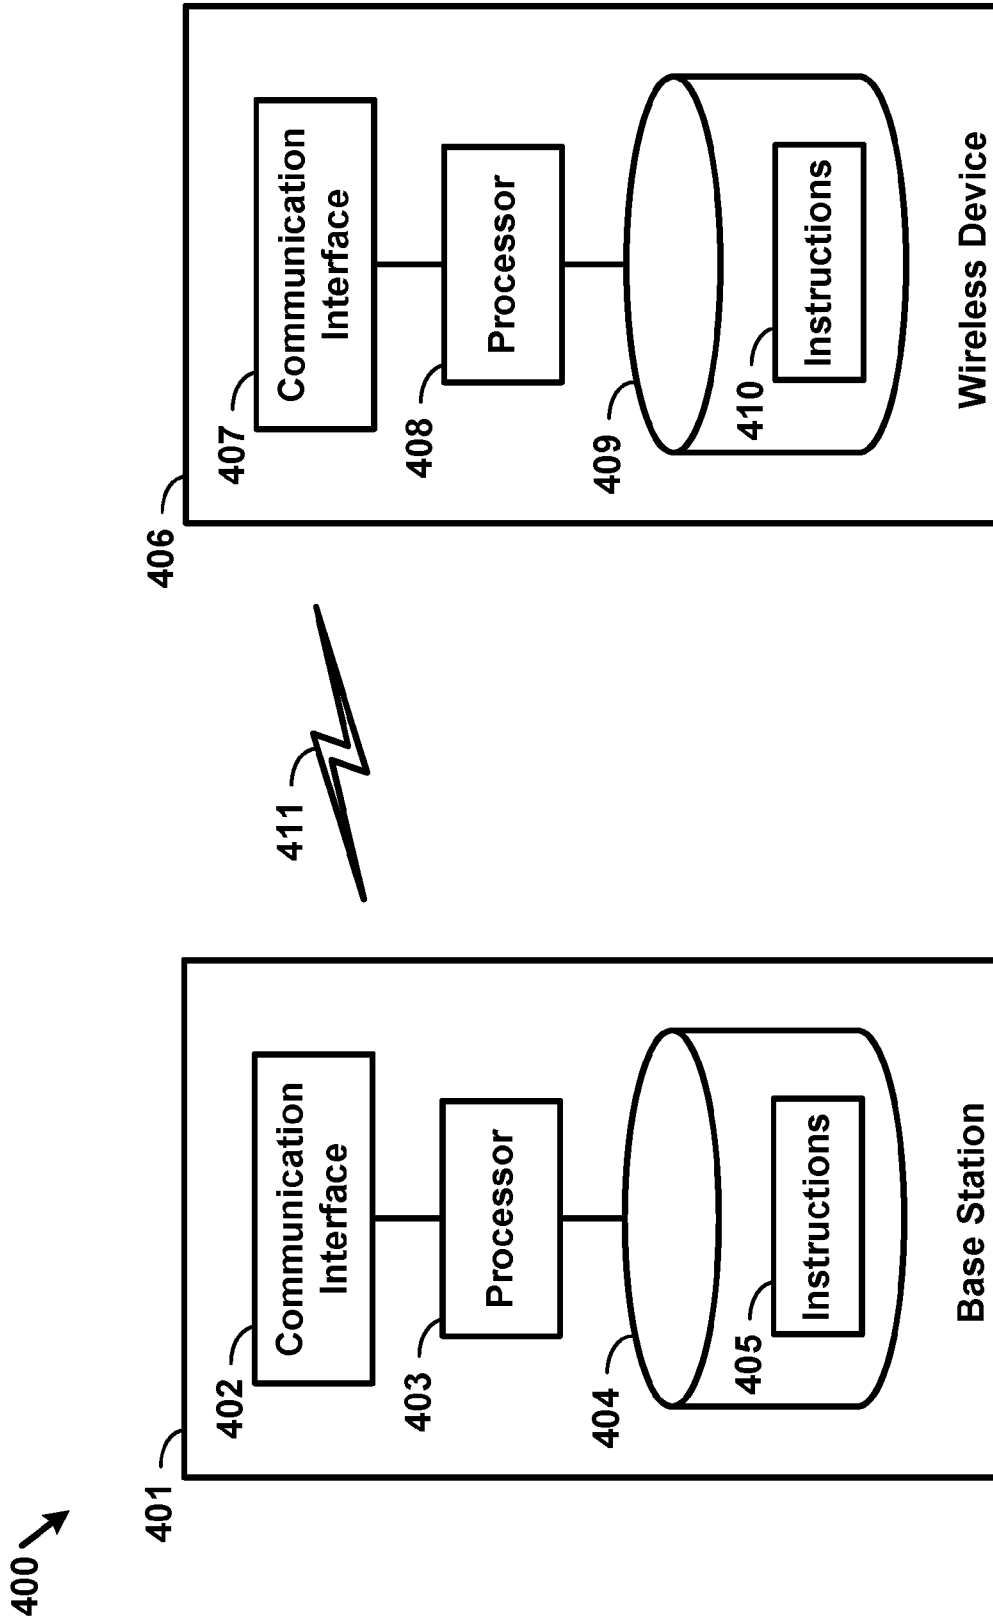 400
401
402
Communication
Interface
403
Processor
404
405
Instructions
Base Station
411
406
407
Communication
Interface
408
Processor
409
410
Instructions
Wireless Device